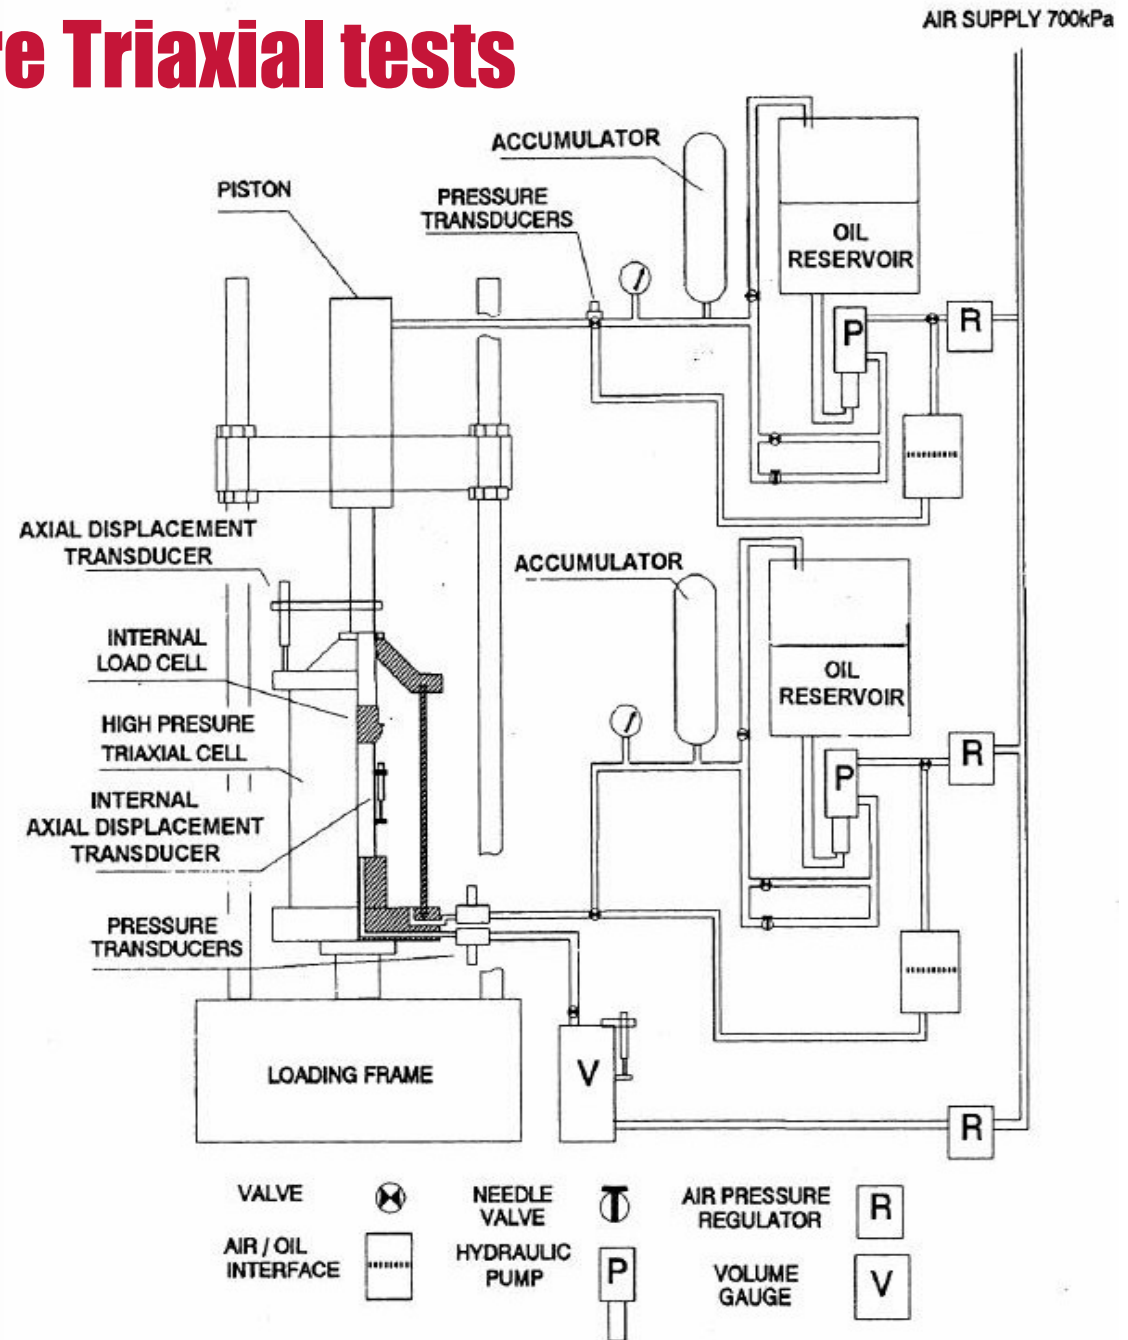 re Triaxial tests
AIR SUPPLY 700kPa
ACCUMULATOR
PISTON
PRESSURE
TRANSDUCERS
OIL
RESERVOIR
P
R
AXIAL DISPLACEMENT
TRANSDUCER
ACCUMULATOR
INTERNAL
LOAD CELL
OIL
RESERVOIR
HIGH PRESURE
TRIAXIAL CELL
R
P
INTERNAL
AXIAL DISPLACEMENT
TRANSDUCER
PRESSURE
TRANSDUCERS
LOADING FRAME
V
R
VALVE
NEEDLE
VALVE
AIR PRESSURE
REGULATOR
R
AIR / OIL
INTERFACE
HYDRAULIC
PUMP
P
VOLUME
GAUGE
V